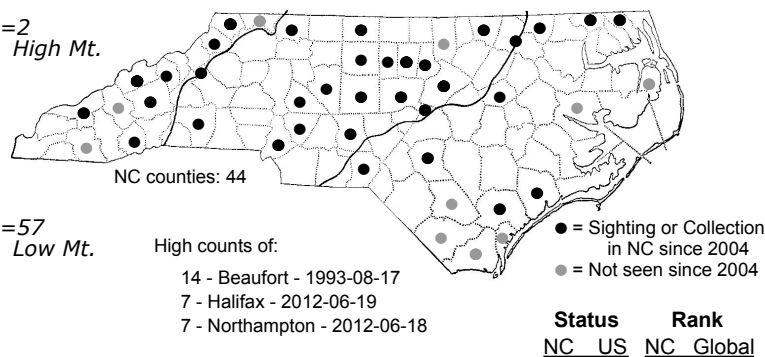 =2
High Mt.
NC counties: 44
=57
Low Mt.
High counts of:
14 - Beaufort - 1993-08-17
7 - Halifax - 2012-06-19
7 - Northampton - 2012-06-18
= Sighting or Collection
in NC since 2004
= Not seen since 2004
Status Rank
NC US NC Global